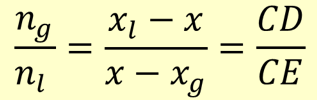 n_g / n_l = (x_l − x) / (x − x_g) = CD / CE